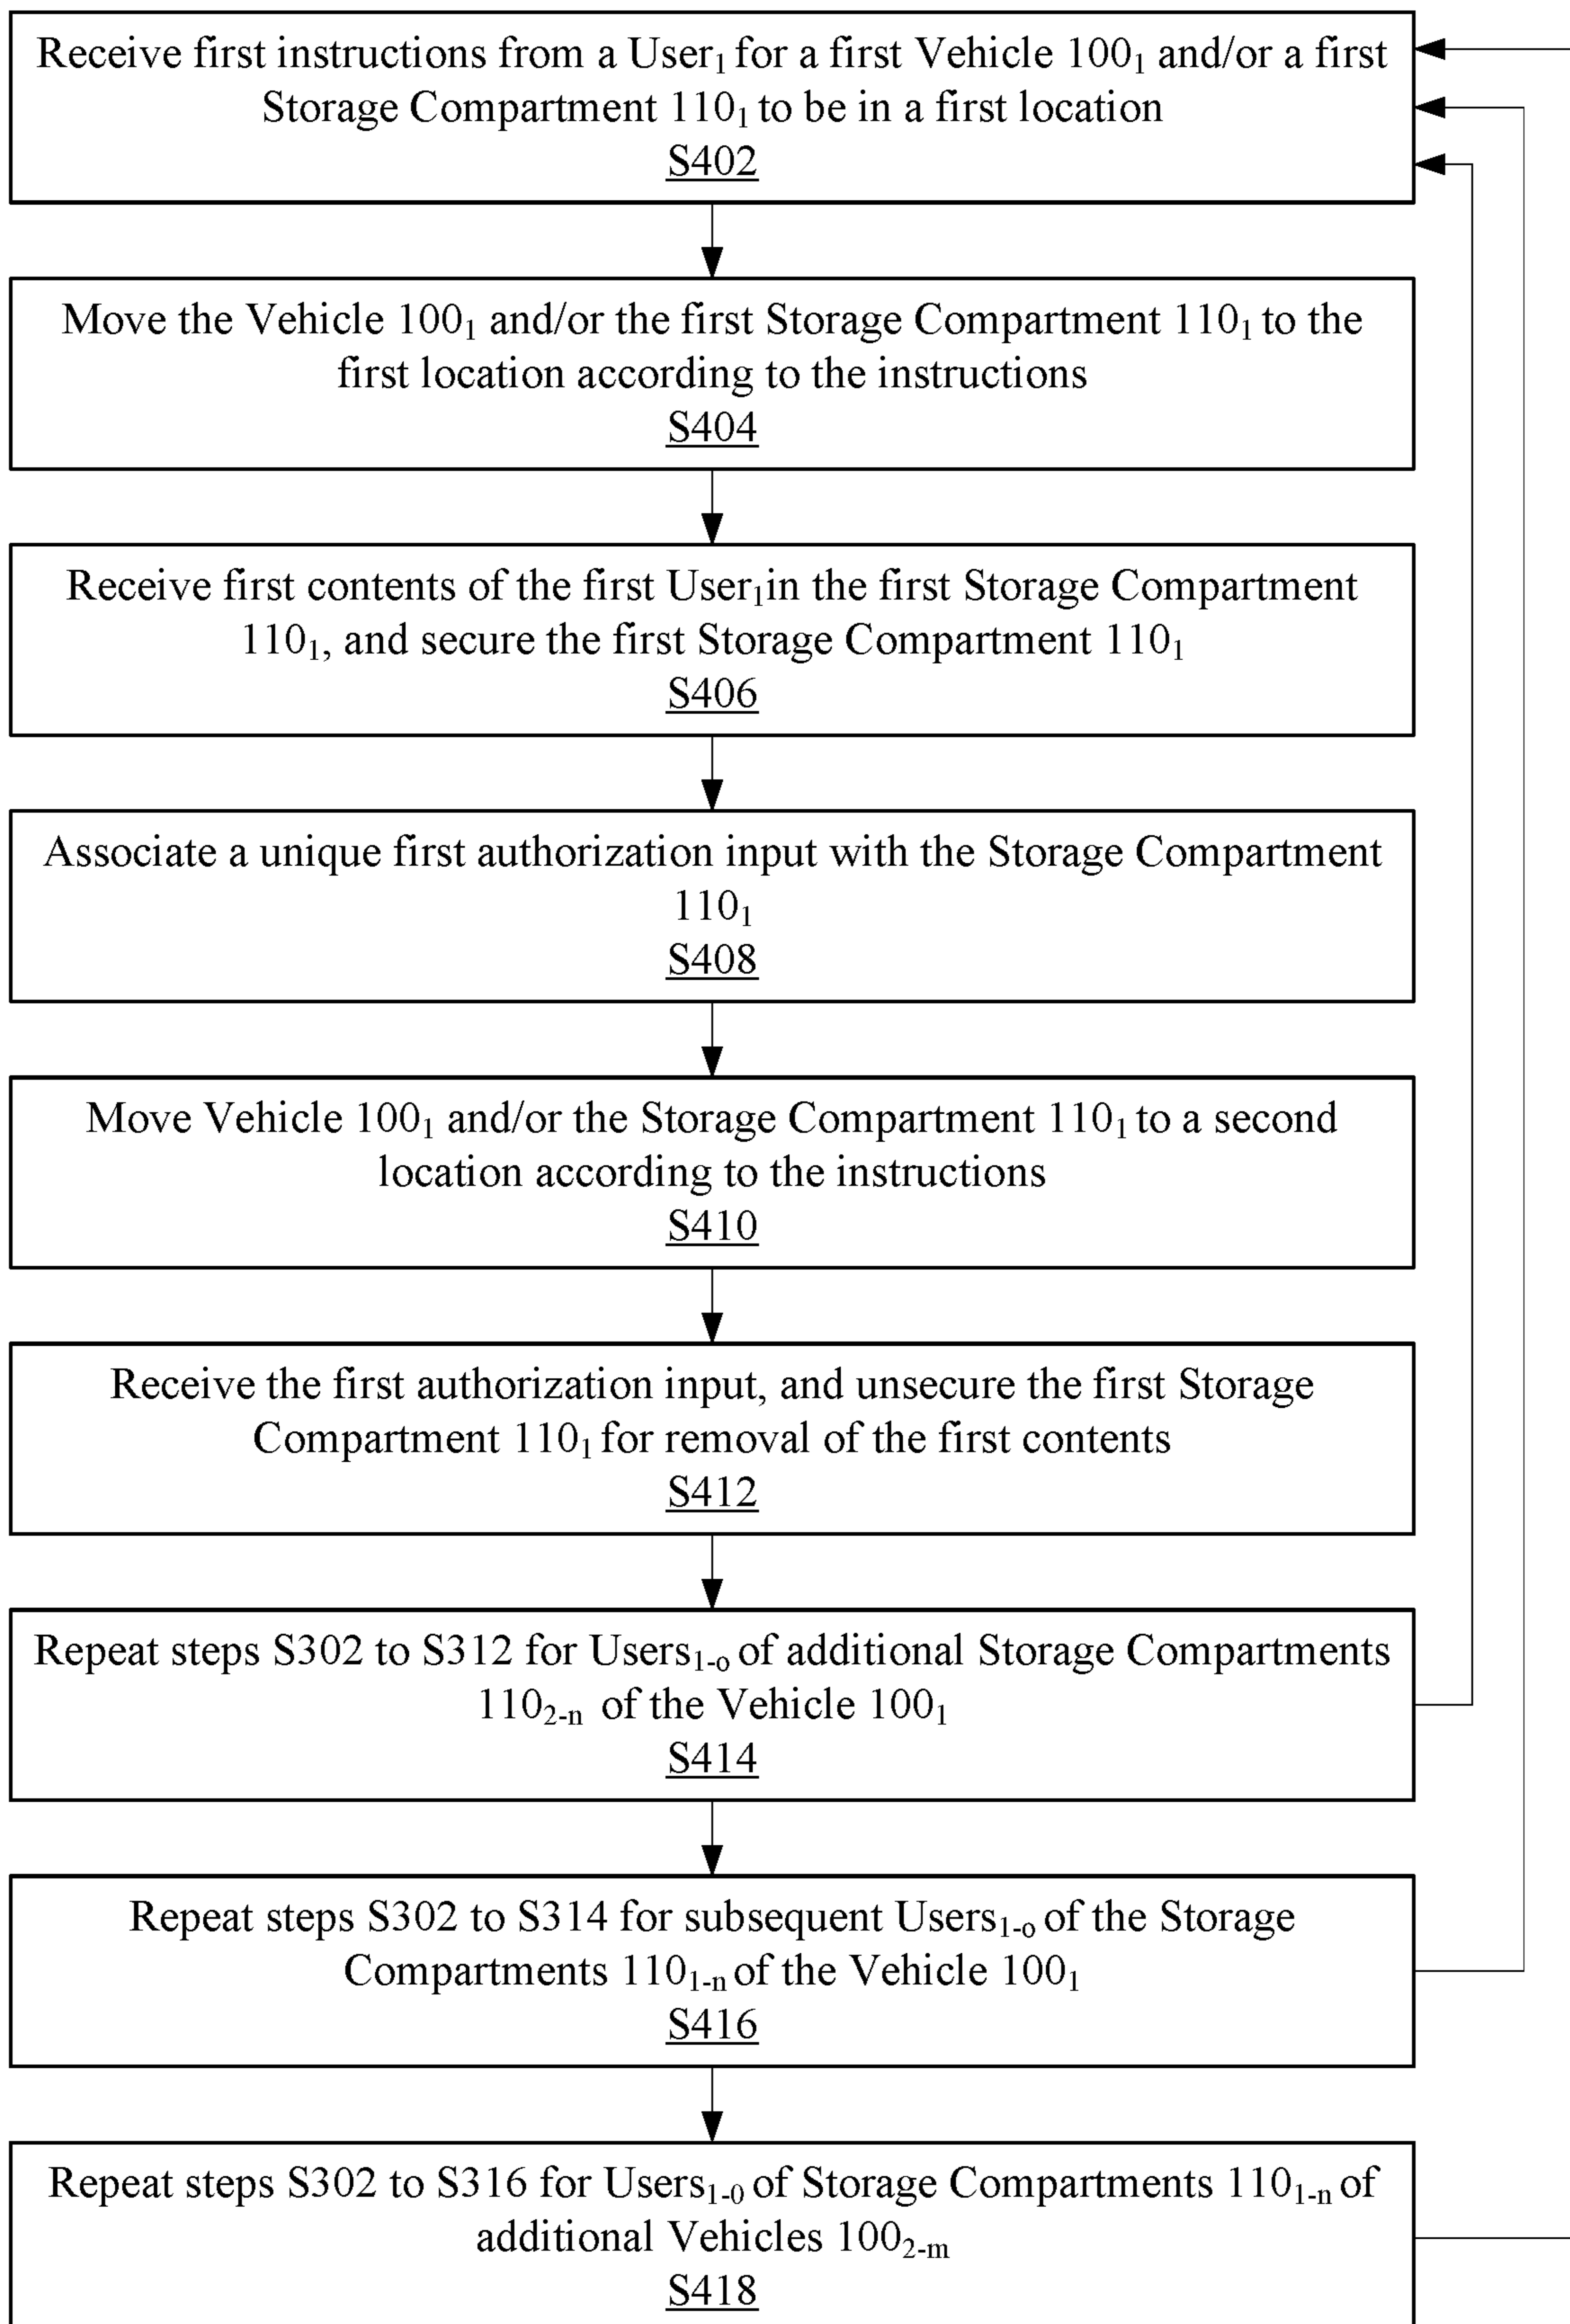 Receive first instructions from a User₁ for a first Vehicle 100₁ and/or a first
Storage Compartment 110₁ to be in a first location
S402
Move the Vehicle 100₁ and/or the first Storage Compartment 110₁ to the
first location according to the instructions
S404
Receive first contents of the first User₁in the first Storage Compartment
110₁, and secure the first Storage Compartment 110₁
S406
Associate a unique first authorization input with the Storage Compartment
110₁
S408
Move Vehicle 100₁ and/or the Storage Compartment 110₁ to a second
location according to the instructions
S410
Receive the first authorization input, and unsecure the first Storage
Compartment 110₁ for removal of the first contents
S412
Repeat steps S302 to S312 for Users₁₋ₒ of additional Storage Compartments
110₂₋ₙ of the Vehicle 100₁
S414
Repeat steps S302 to S314 for subsequent Users₁₋ₒ of the Storage
Compartments 110₁₋ₙ of the Vehicle 100₁
S416
Repeat steps S302 to S316 for Users₁₋₀ of Storage Compartments 110₁₋ₙ of
additional Vehicles 100₂₋ₘ
S418